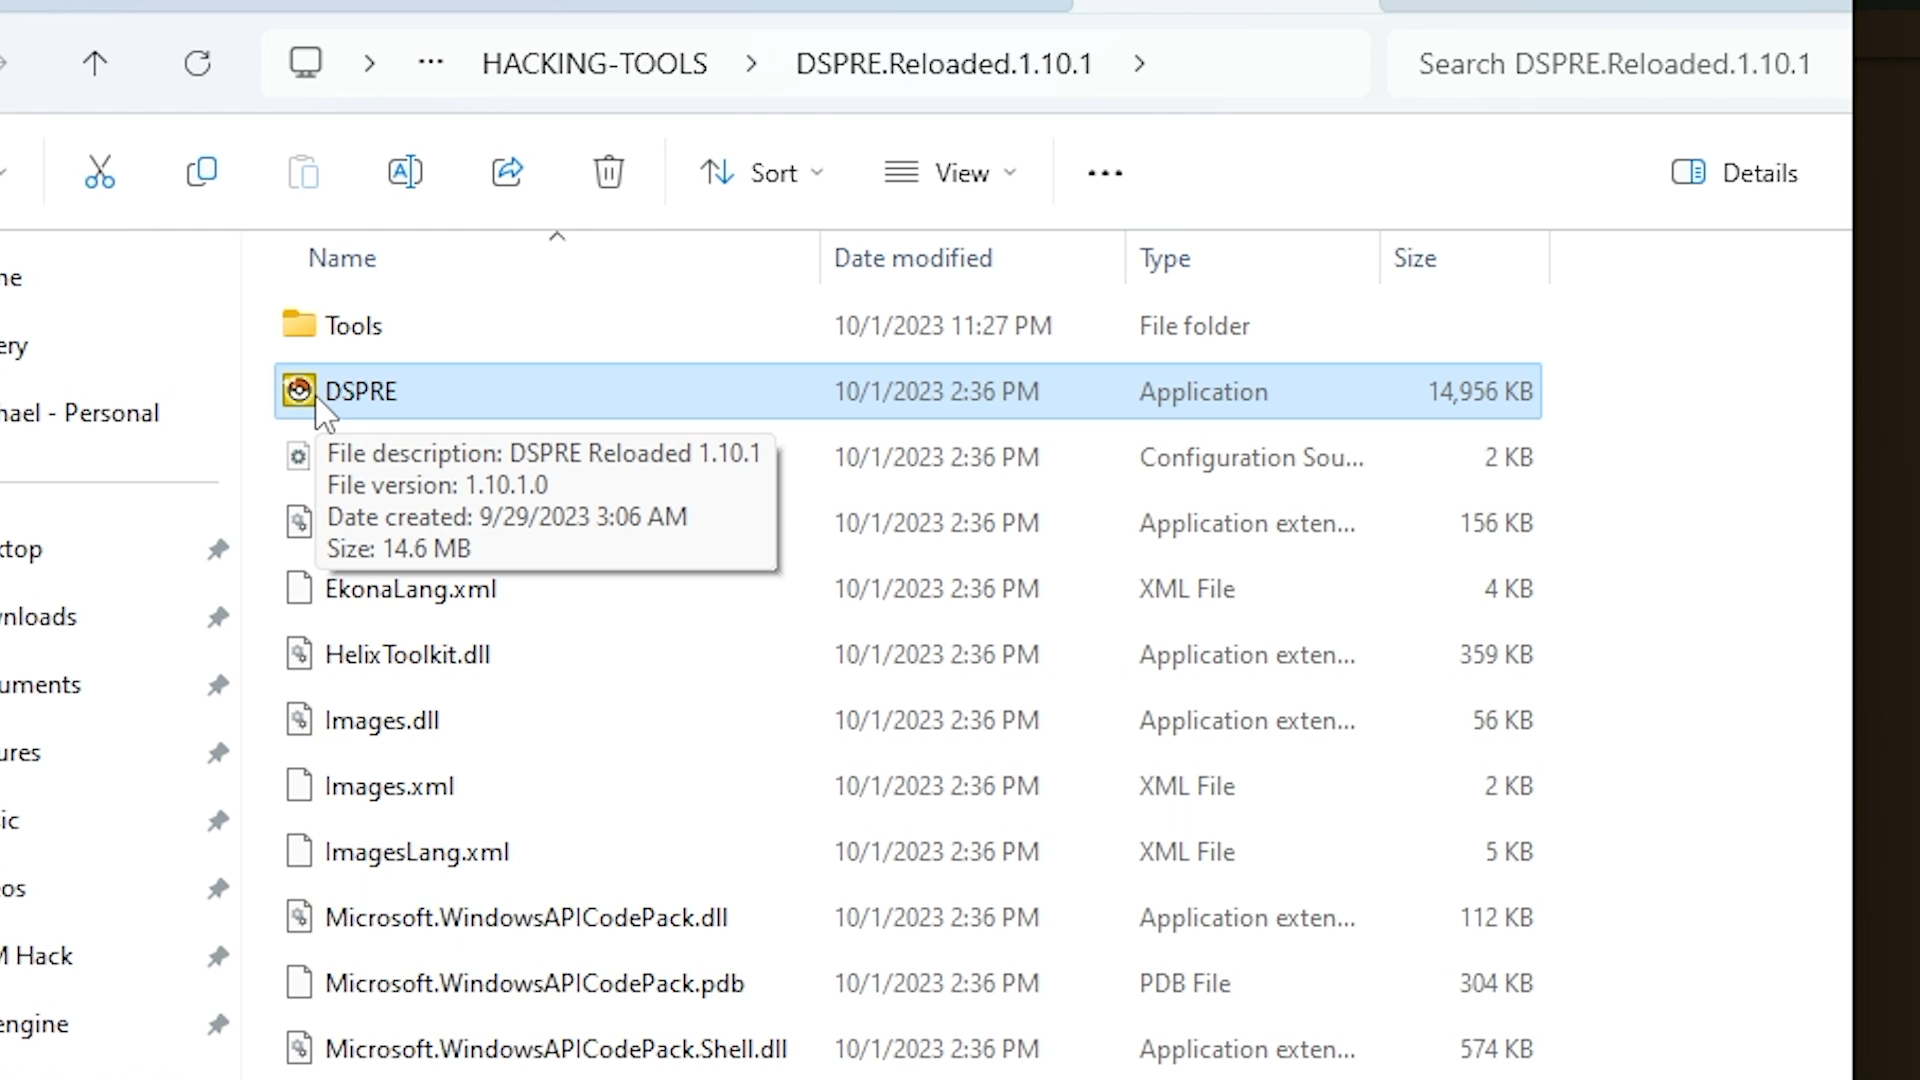 HACKING-TOOLS > DSPRE.Reloaded.1.10.1 >
Search DSPRE.Reloaded.1.10.1
Sort
View
Details
Name
Date modified
Type
Size
Tools 10/1/2023 11:27 PM File folder
DSPRE 10/1/2023 2:36 PM Application 14,956 KB
10/1/2023 2:36 PM Configuration Sou... 2 KB
10/1/2023 2:36 PM Application exten... 156 KB
File description: DSPRE Reloaded 1.10.1
File version: 1.10.1.0
Date created: 9/29/2023 3:06 AM
Size: 14.6 MB
EkonaLang.xml 10/1/2023 2:36 PM XML File 4 KB
HelixToolkit.dll 10/1/2023 2:36 PM Application exten... 359 KB
Images.dll 10/1/2023 2:36 PM Application exten... 56 KB
Images.xml 10/1/2023 2:36 PM XML File 2 KB
ImagesLang.xml 10/1/2023 2:36 PM XML File 5 KB
Microsoft.WindowsAPICodePack.dll 10/1/2023 2:36 PM Application exten... 112 KB
Microsoft.WindowsAPICodePack.pdb 10/1/2023 2:36 PM PDB File 304 KB
Microsoft.WindowsAPICodePack.Shell.dll 10/1/2023 2:36 PM Application exten... 574 KB
ne
ery
hael - Personal
ktop
wnloads
uments
ures
ic
eos
M Hack
engine